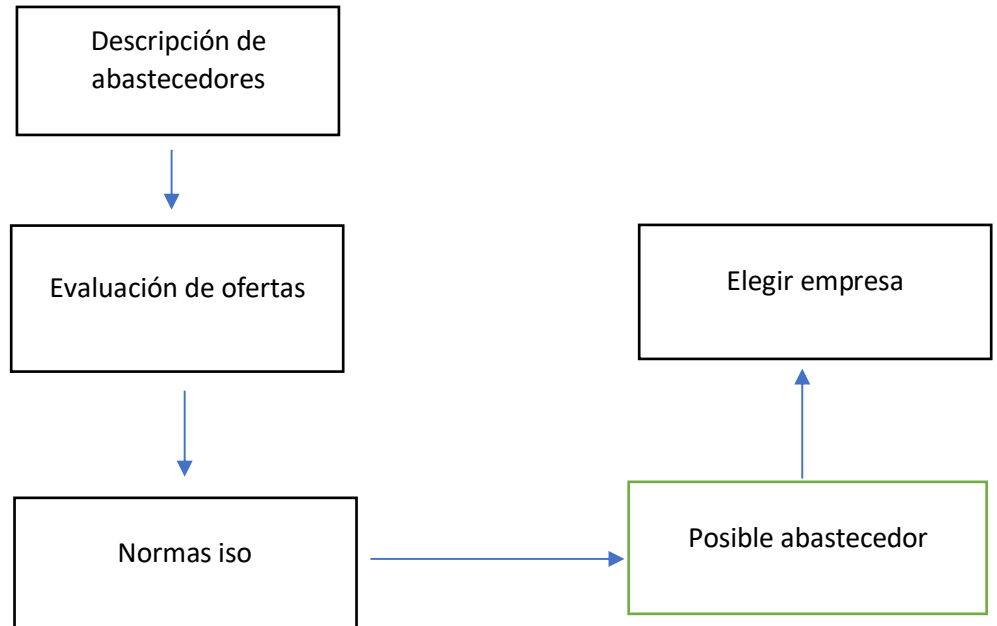 Descripción de
abastecedores
Evaluación de ofertas
Normas iso
Posible abastecedor
Elegir empresa